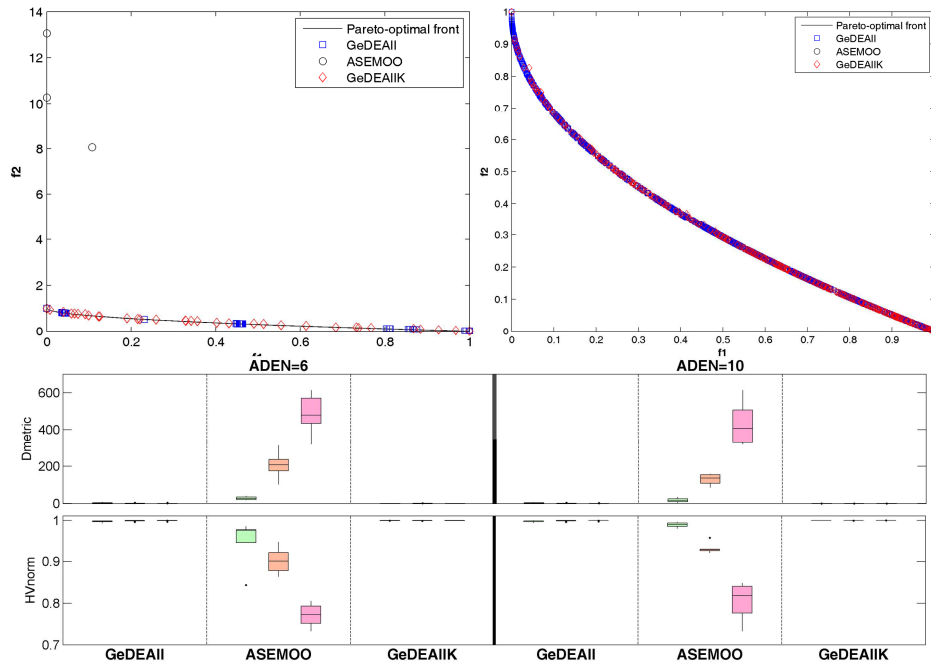 14
12
10
8
6
4
2
0
f2
0
0.2
0.4
0.6
0.8
1
Pareto-optimal front
GeDEAII
ASEMOO
GeDEAIIK
1
0.9
0.8
0.7
0.6
0.5
0.4
0.3
0.2
0.1
0
f2
0
0.1
0.2
0.3
0.4
0.5
0.6
0.7
0.8
0.9
f1
Pareto-optimal front
GeDEAII
ASEMOO
GeDEAIIK
ADEN=6
ADEN=10
Dmetric
600
400
200
0
HVnorm
1
0.9
0.8
0.7
GeDEAII
ASEMOO
GeDEAIIK
GeDEAII
ASEMOO
GeDEAIIK